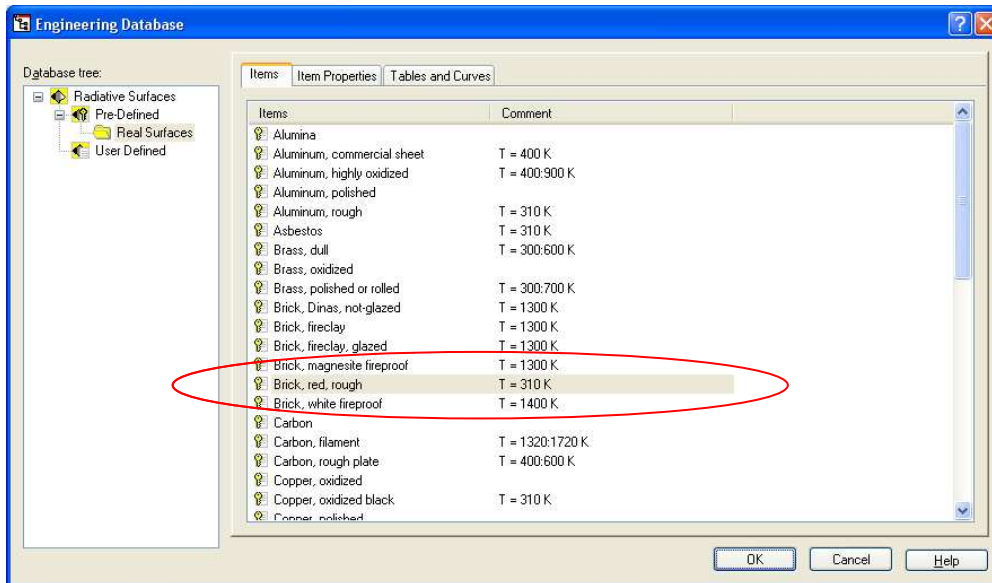 Engineering Database
Database tree:
Radiative Surfaces
Pre-Defined
Real Surfaces
User Defined
Items Item Properties Tables and Curves
Items Comment
Alumina
Aluminum, commercial sheet T = 400 K
Aluminum, highly oxidized T = 400:900 K
Aluminum, polished
Aluminum, rough T = 310 K
Asbestos T = 310 K
Brass, dull T = 300:600 K
Brass, oxidized
Brass, polished or rolled T = 300:700 K
Brick, Dinas, not-glazed T = 1300 K
Brick, fireclay T = 1300 K
Brick, fireclay, glazed T = 1300 K
Brick, magnesite fireproof T = 1300 K
Brick, red, rough T = 310 K
Brick, white fireproof T = 1400 K
Carbon
Carbon, filament T = 1320:1720 K
Carbon, rough plate T = 400:600 K
Copper, oxidized
Copper, oxidized black T = 310 K
Copper, polished
OK Cancel Help